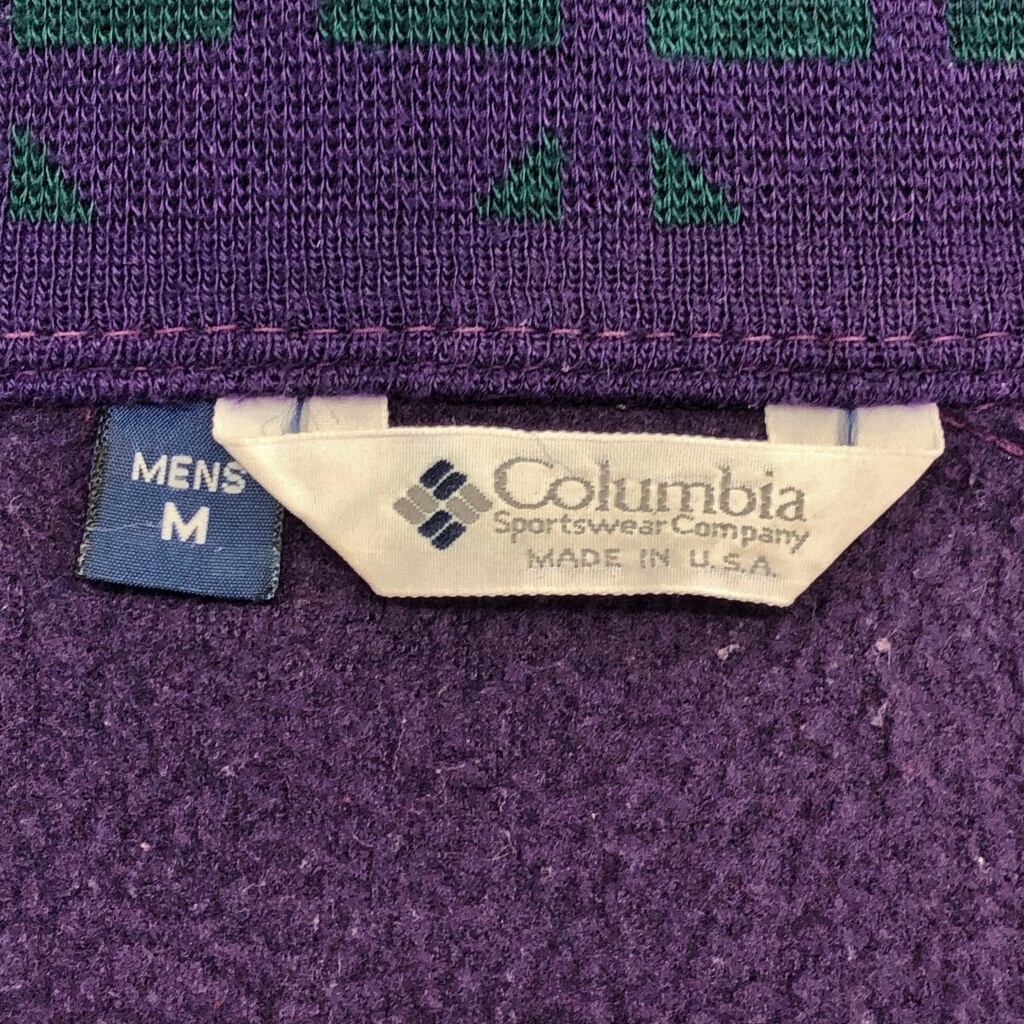 MENS
M
Columbia
Sportswear Company
MADE IN U.S.A.